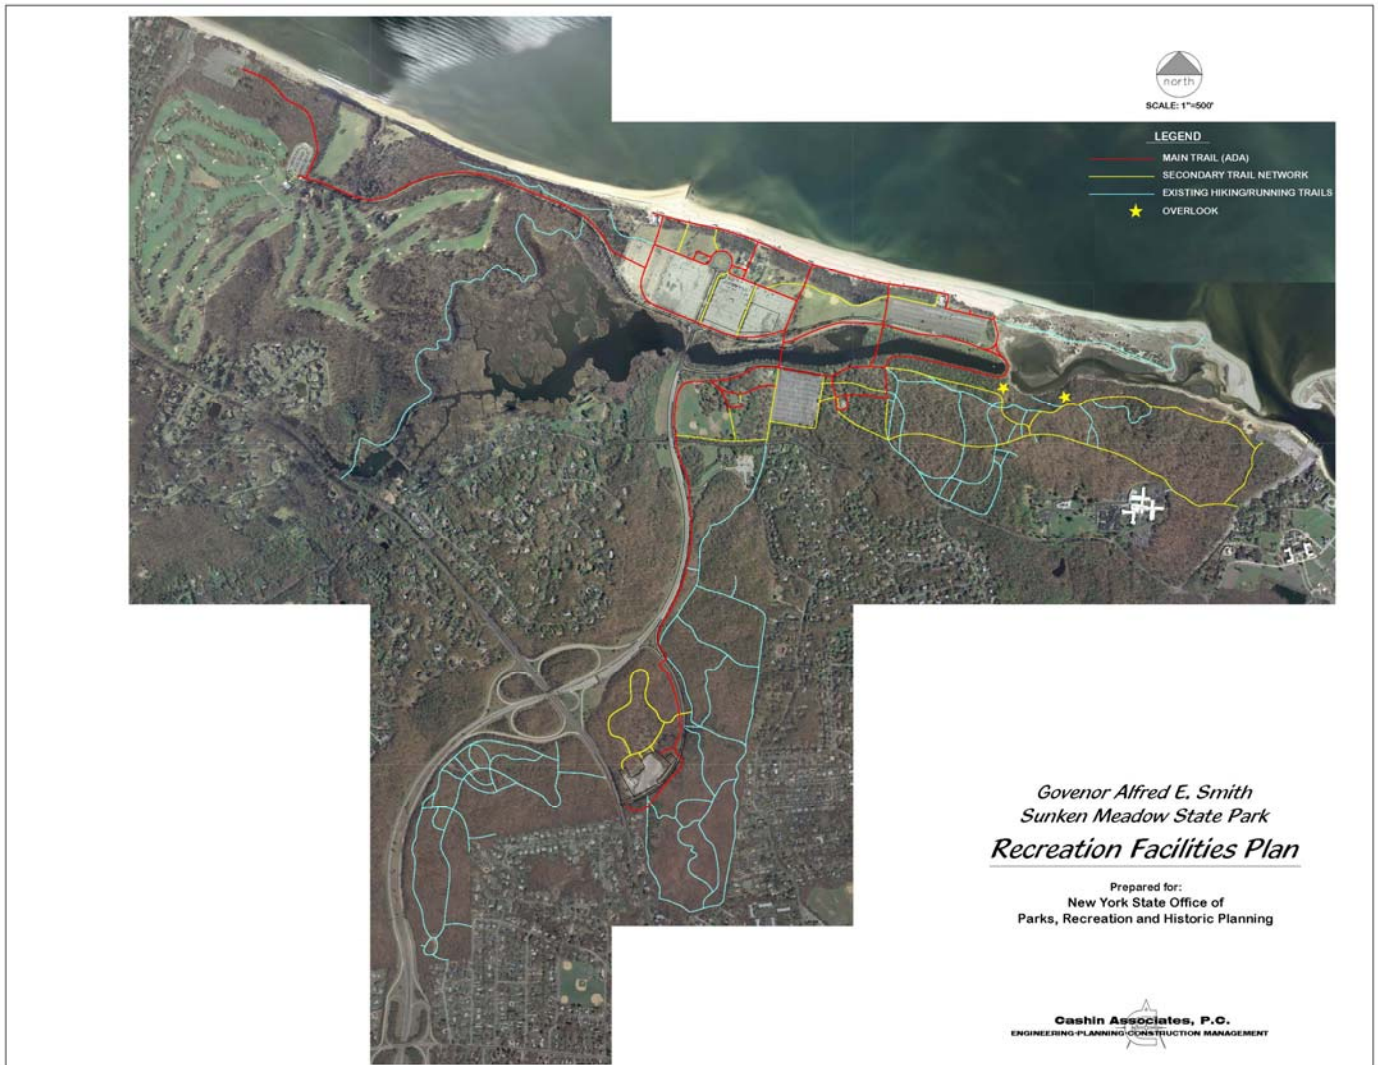 north
SCALE: 1"=500'
LEGEND
MAIN TRAIL (ADA)
SECONDARY TRAIL NETWORK
EXISTING HIKING/RUNNING TRAILS
OVERLOOK
Govenor Alfred E. Smith
Sunken Meadow State Park
Recreation Facilities Plan
Prepared for:
New York State Office of
Parks, Recreation and Historic Planning
Cashin Associates, P.C.
ENGINEERING•PLANNING•CONSTRUCTION MANAGEMENT